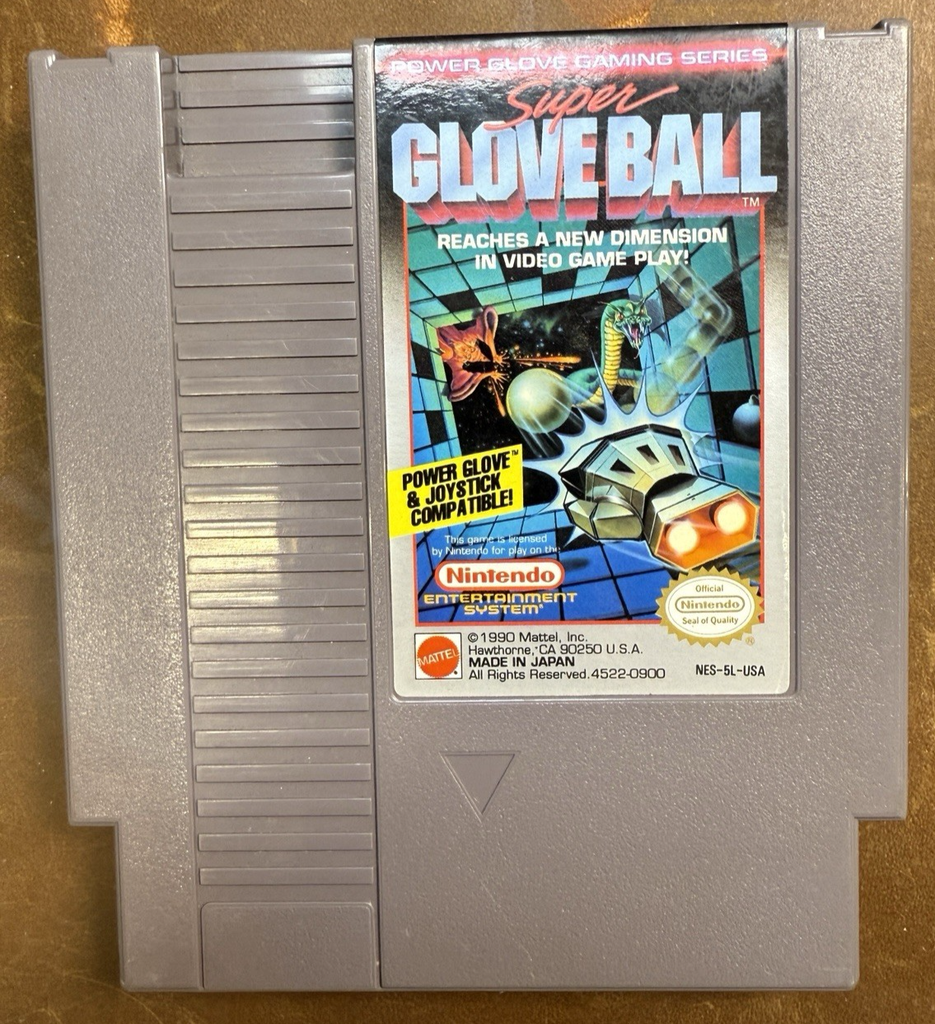 POWER GLOVE GAMING SERIES
Super
GLOVE BALL
TM
REACHES A NEW DIMENSION
IN VIDEO GAME PLAY!
POWER GLOVE™
& JOYSTICK
COMPATIBLE!
This game is licensed
by Nintendo for play on the
Nintendo
ENTERTAINMENT
SYSTEM®
Official
Nintendo
Seal of Quality
®
MATTEL
©1990 Mattel, Inc.
Hawthorne, CA 90250 U.S.A.
MADE IN JAPAN
All Rights Reserved. 4522-0900
NES-5L-USA